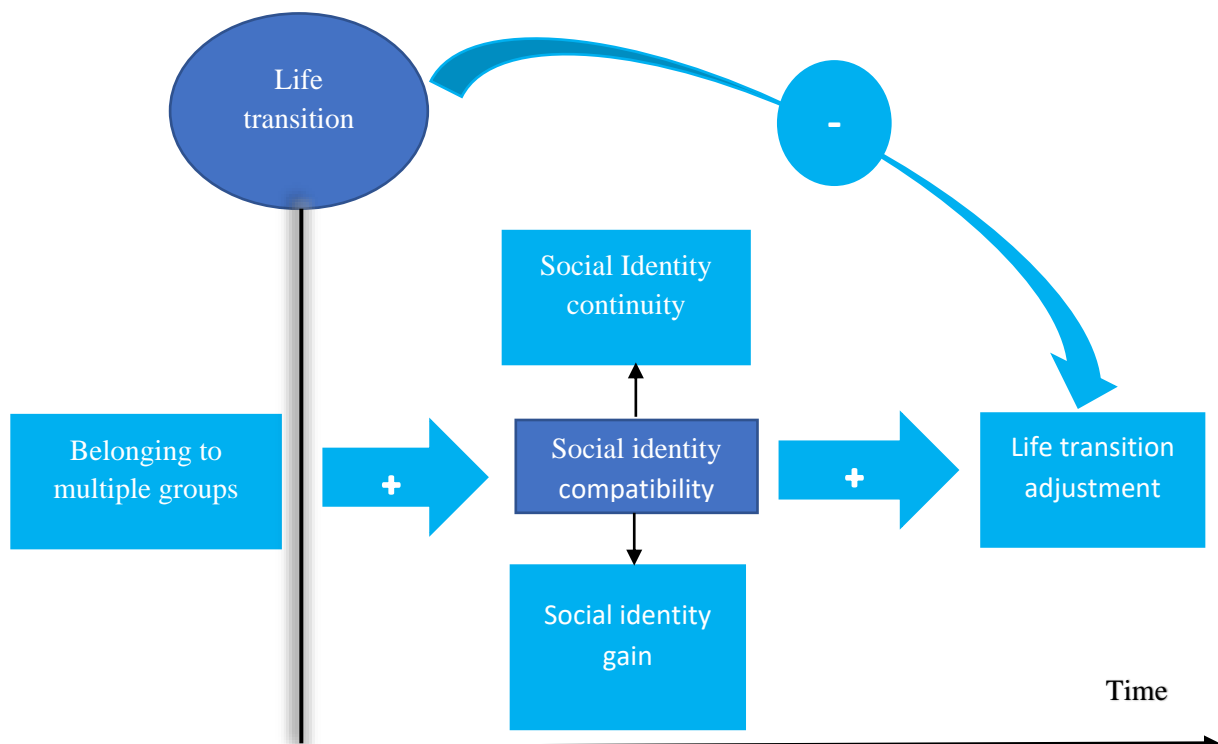 Life
transition
-
Social Identity
continuity
Belonging to
multiple groups
+
Social identity
compatibility
+
Life transition
adjustment
Social identity
gain
Time